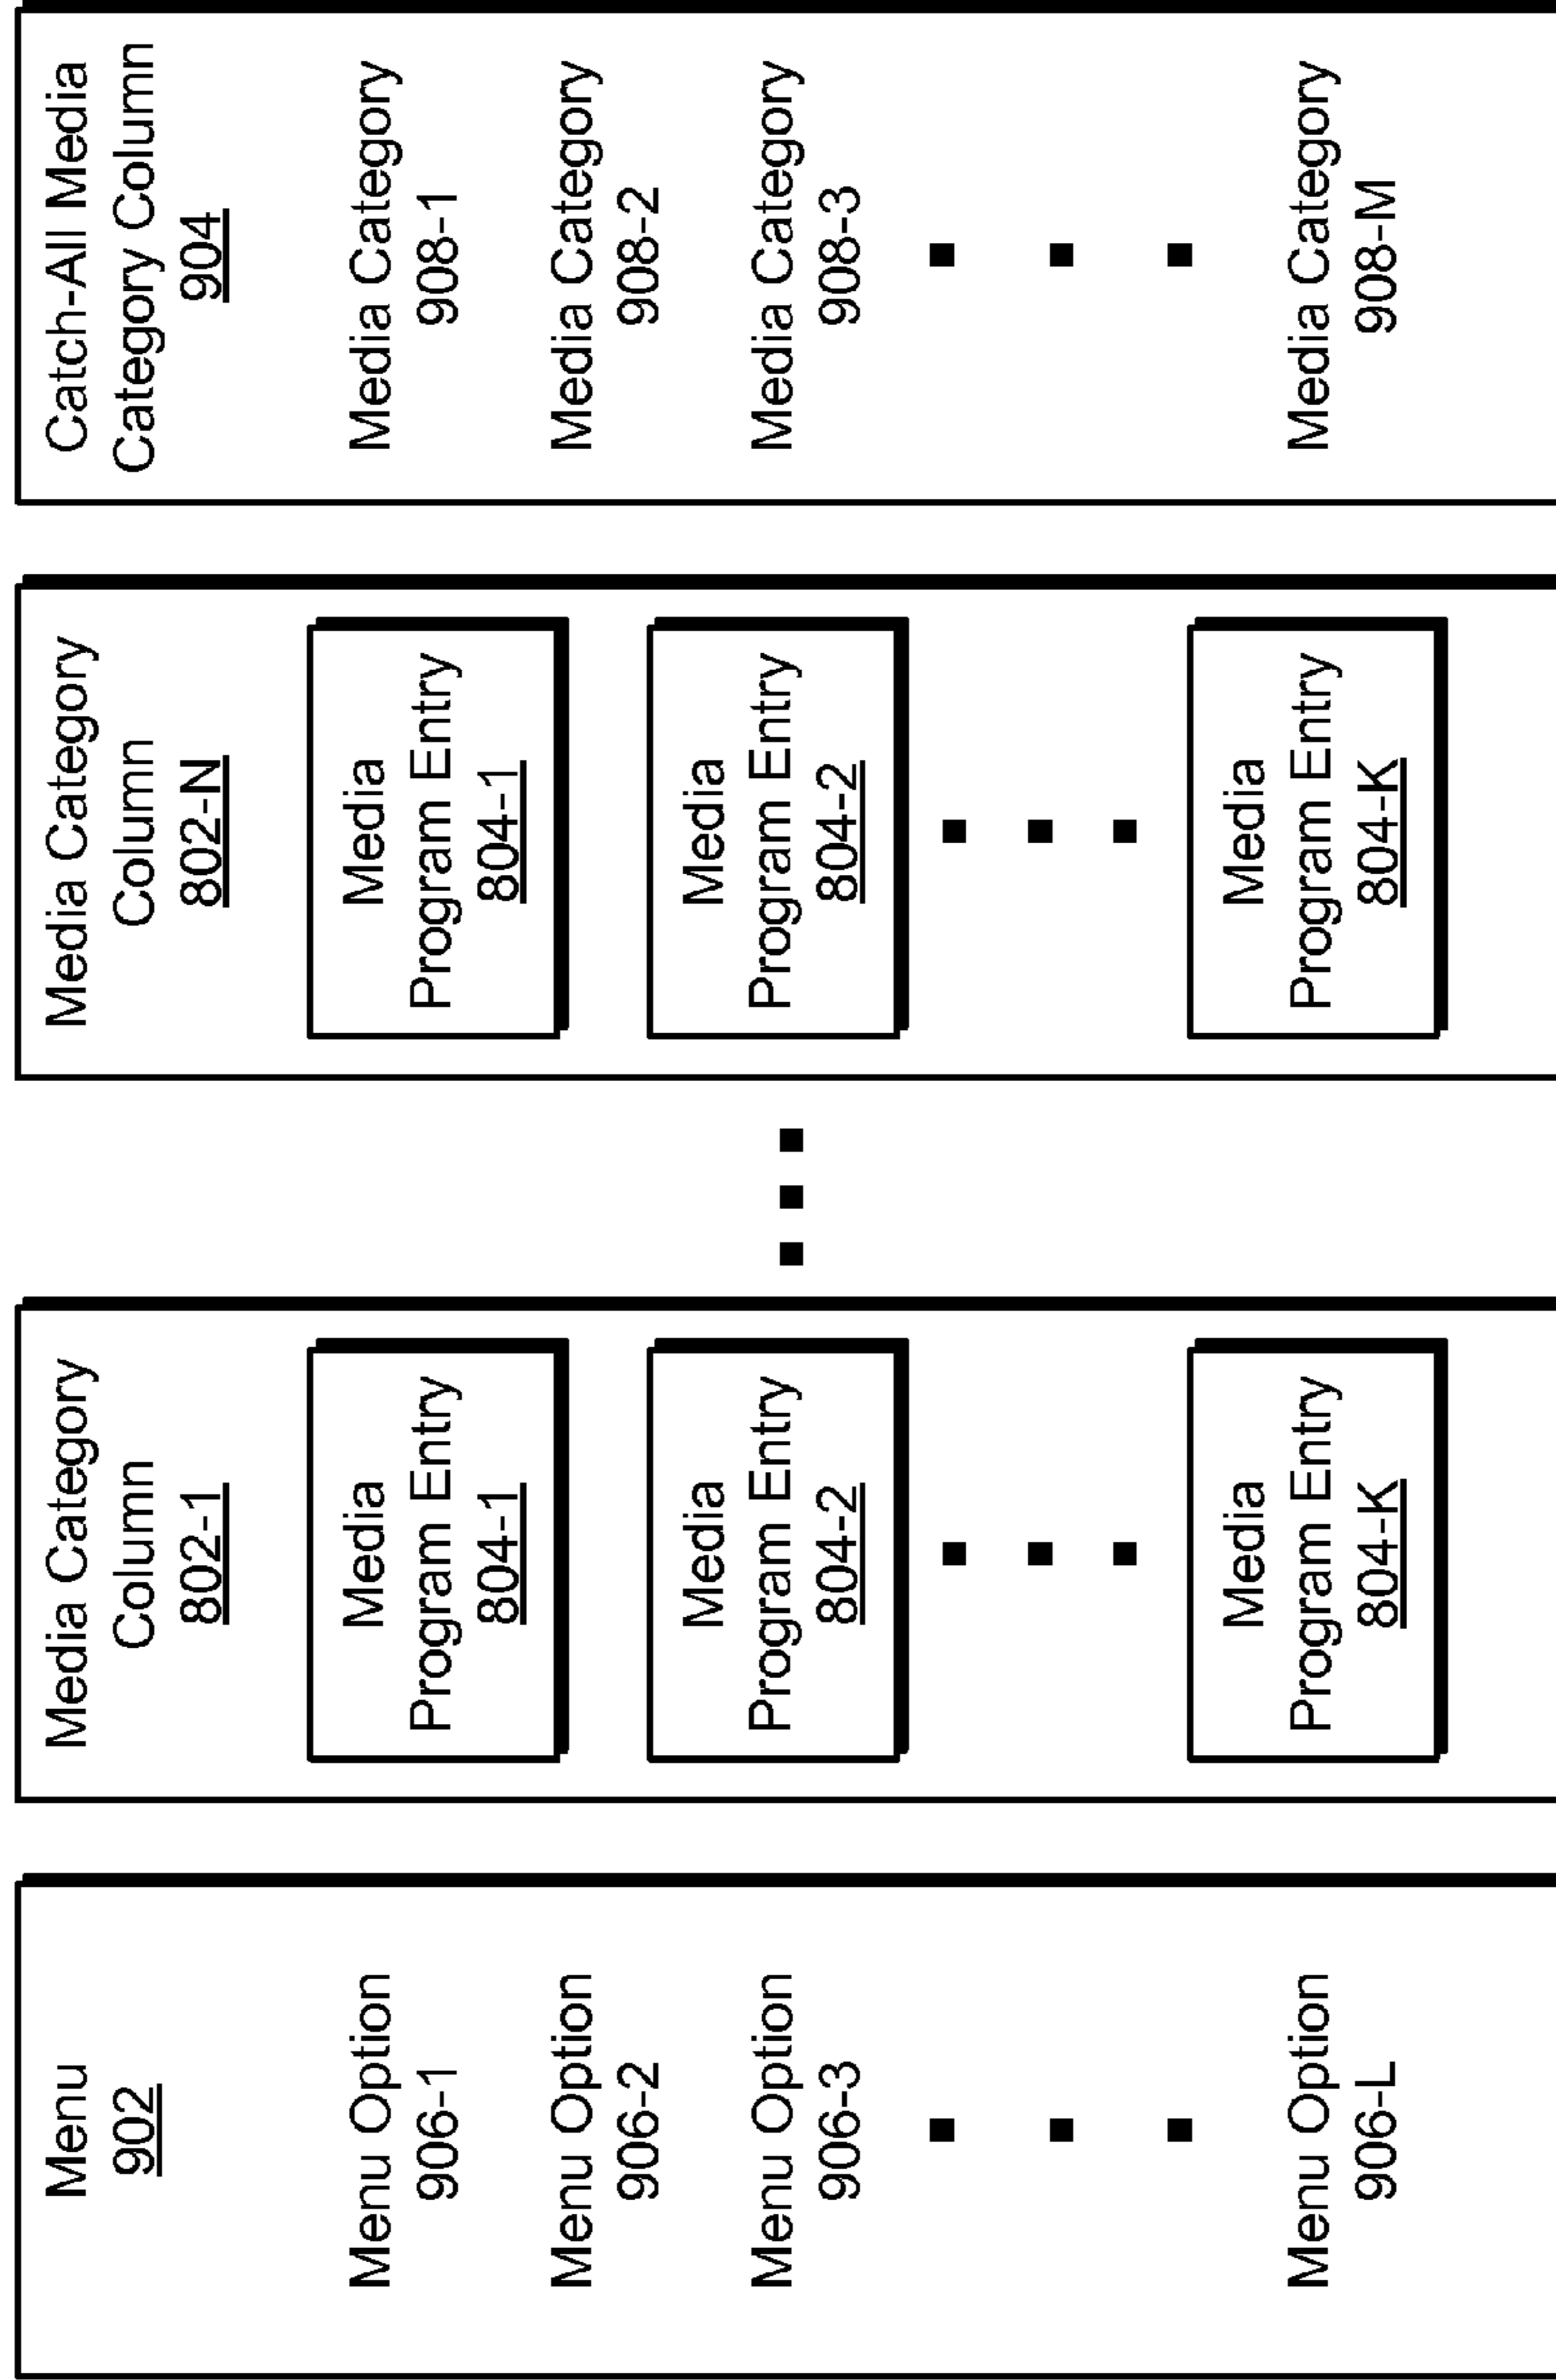 Menu
902
Menu Option
906-1
Menu Option
906-2
Menu Option
906-3
Menu Option
906-L
Media Category
Column
802-1
Media
Program Entry
804-1
Media
Program Entry
804-2
Media
Program Entry
804-K
Media Category
Column
802-N
Media
Program Entry
804-1
Media
Program Entry
804-2
Media
Program Entry
804-K
Catch-All Media
Category Column
904
Media Category
908-1
Media Category
908-2
Media Category
908-3
Media Category
908-M